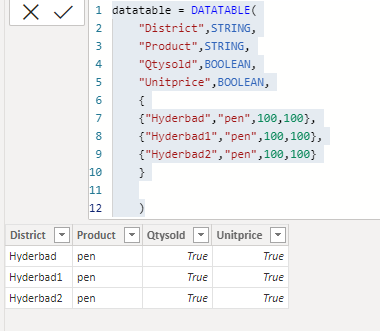 1 datatable = DATATABLE(
2 "District",STRING,
3 "Product",STRING,
4 "Qtysold",BOOLEAN,
5 "Unitprice",BOOLEAN,
6 {
7 {"Hyderbad","pen",100,100},
8 {"Hyderbad1","pen",100,100},
9 {"Hyderbad2","pen",100,100}
10 }
11
12 )
District Product Qtysold Unitprice
Hyderbad pen True True
Hyderbad1 pen True True
Hyderbad2 pen True True